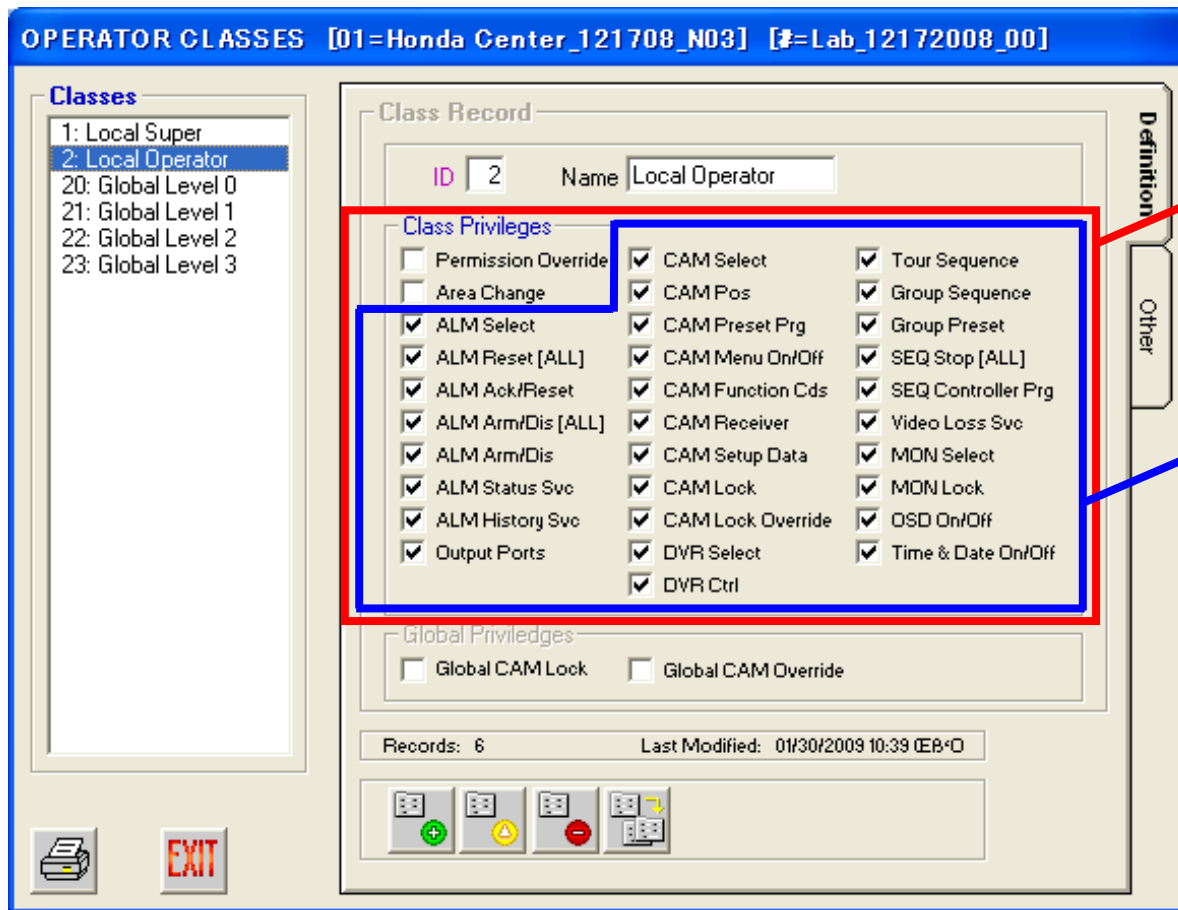 OPERATOR CLASSES [01=Honda Center_121708_N03] [#=Lab_12172008_00]
Classes
1: Local Super
2: Local Operator
20: Global Level 0
21: Global Level 1
22: Global Level 2
23: Global Level 3
Class Record
ID 2 Name Local Operator
Class Privileges
Permission Override CAM Select Tour Sequence
Area Change CAM Pos Group Sequence
ALM Select CAM Preset Prg Group Preset
ALM Reset [ALL] CAM Menu On/Off SEQ Stop [ALL]
ALM Ack/Reset CAM Function Cds SEQ Controller Prg
ALM Arm/Dis [ALL] CAM Receiver Video Loss Svc
ALM Arm/Dis CAM Setup Data MON Select
ALM Status Svc CAM Lock MON Lock
ALM History Svc CAM Lock Override OSD On/Off
Output Ports DVR Select Time & Date On/Off
DVR Ctrl
Global Priviledges
Global CAM Lock Global CAM Override
Records: 6 Last Modified: 01/30/2009 10:39
EXIT
Definition
Other